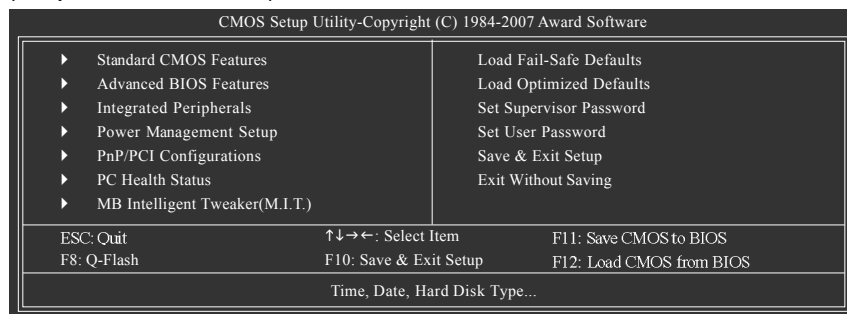 CMOS Setup Utility-Copyright (C) 1984-2007 Award Software
Standard CMOS Features
Advanced BIOS Features
Integrated Peripherals
Power Management Setup
PnP/PCI Configurations
PC Health Status
MB Intelligent Tweaker(M.I.T.)
Load Fail-Safe Defaults
Load Optimized Defaults
Set Supervisor Password
Set User Password
Save & Exit Setup
Exit Without Saving
ESC: Quit ↑↓→←: Select Item F11: Save CMOS to BIOS
F8: Q-Flash F10: Save & Exit Setup F12: Load CMOS from BIOS
Time, Date, Hard Disk Type...